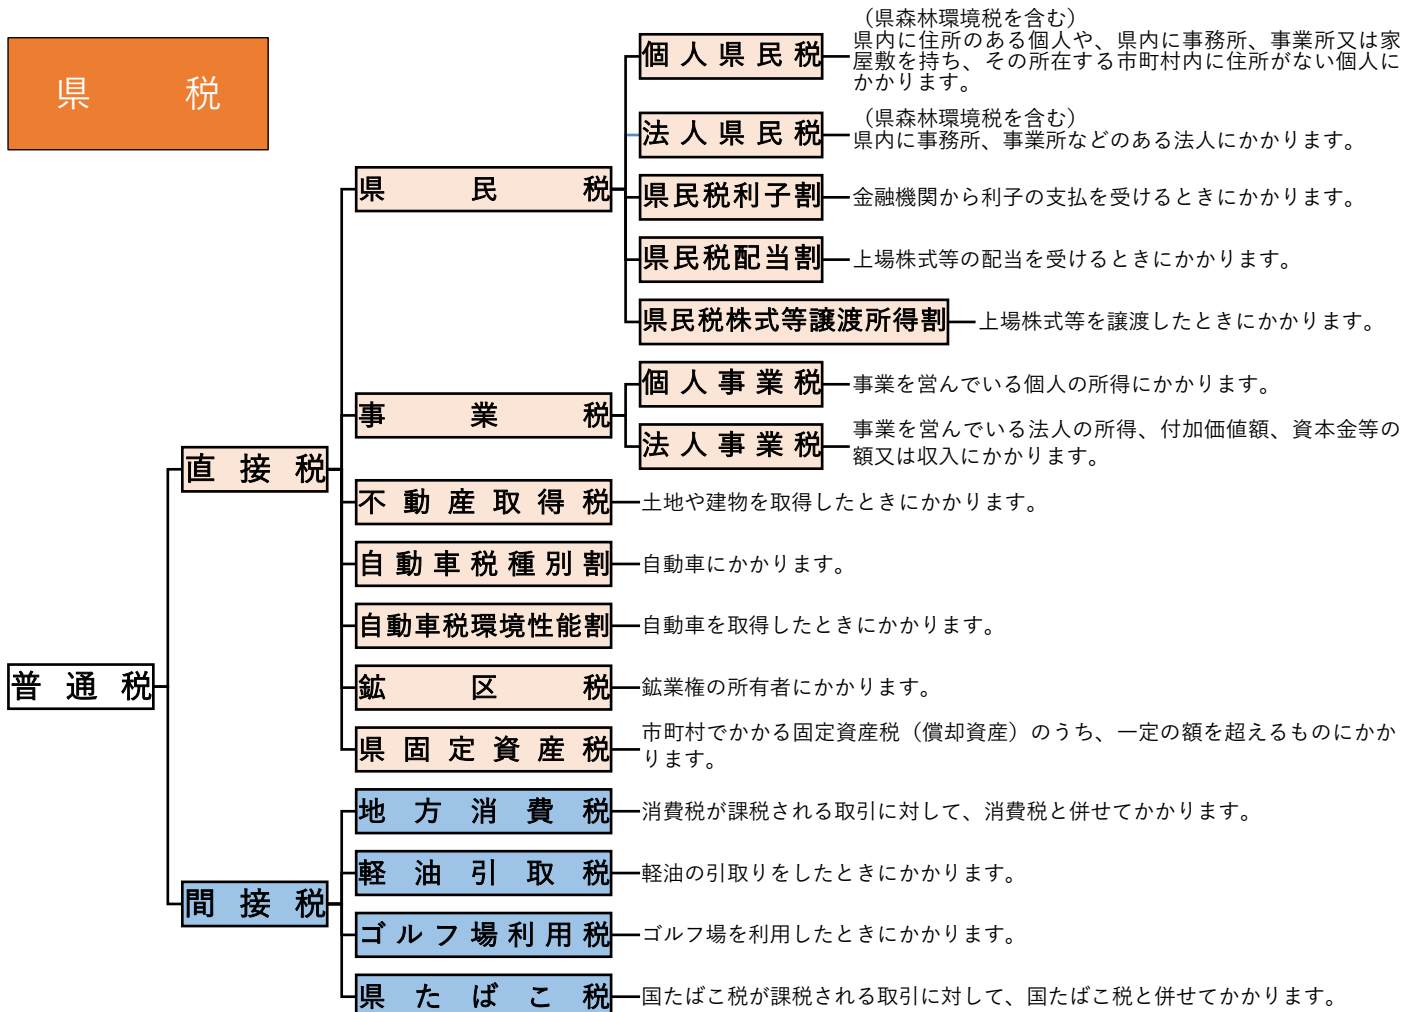 県税
（県森林環境税を含む）
個人県民税
県内に住所のある個人や、県内に事務所、事業所又は家
屋敷を持ち、その所在する市町村内に住所がない個人に
かかります。
（県森林環境税を含む）
法人県民税
県内に事務所、事業所などのある法人にかかります。
県民税
県民税利子割
金融機関から利子の支払を受けるときにかかります。
県民税配当割
上場株式等の配当を受けるときにかかります。
県民税株式等譲渡所得割
上場株式等を譲渡したときにかかります。
個人事業税
事業を営んでいる個人の所得にかかります。
事業税
法人事業税
事業を営んでいる法人の所得、付加価値額、資本金等の
額又は収入にかかります。
直接税
不動産取得税
土地や建物を取得したときにかかります。
自動車税種別割
自動車にかかります。
自動車税環境性能割
自動車を取得したときにかかります。
普通税
鉱区税
鉱業権の所有者にかかります。
県固定資産税
市町村でかかる固定資産税（償却資産）のうち、一定の額を超えるものにかか
ります。
地方消費税
消費税が課税される取引に対して、消費税と併せてかかります。
軽油引取税
軽油の引取りをしたときにかかります。
間接税
ゴルフ場利用税
ゴルフ場を利用したときにかかります。
県たばこ税
国たばこ税が課税される取引に対して、国たばこ税と併せてかかります。